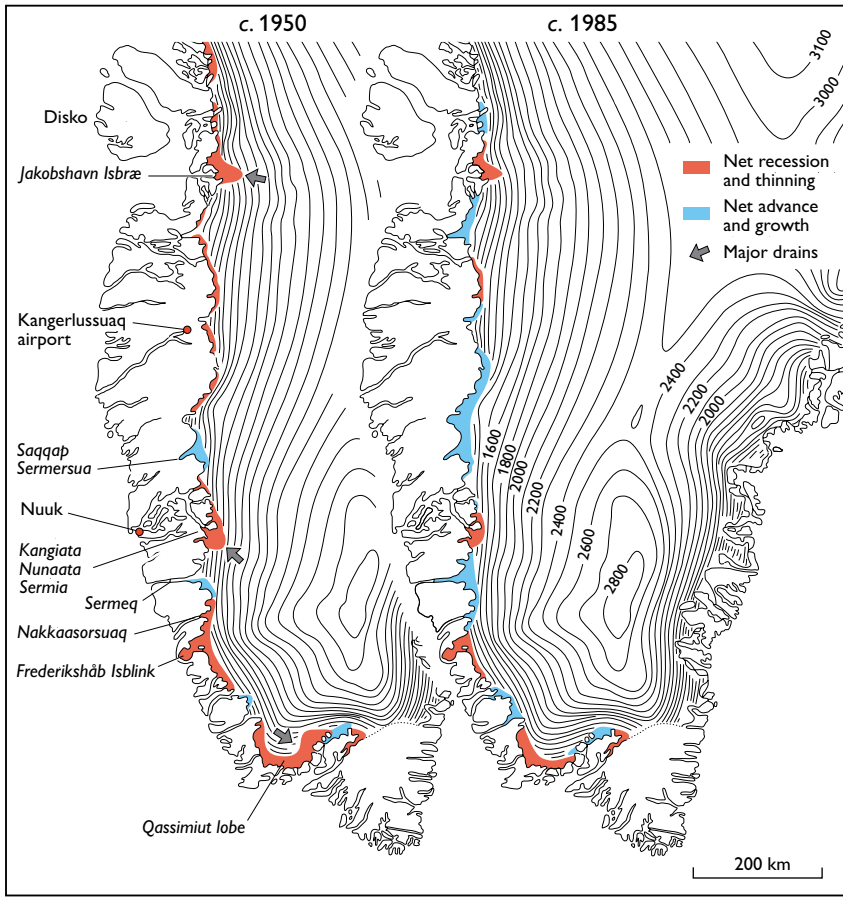 c. 1950
c. 1985
Disko
Jakobshavn Isbræ
Kangerlussuaq
airport
Saqqap
Sermersua
Nuuk
Kangiata
Nunaata
Sermia
Sermeq
Nakkaasorsuaq
Frederikshåb Isblink
Qassimiut lobe
3100
3000
Net recession
and thinning
Net advance
and growth
Major drains
2400
2200
2000
1600
1800
2000
2200
2400
2600
2800
200 km